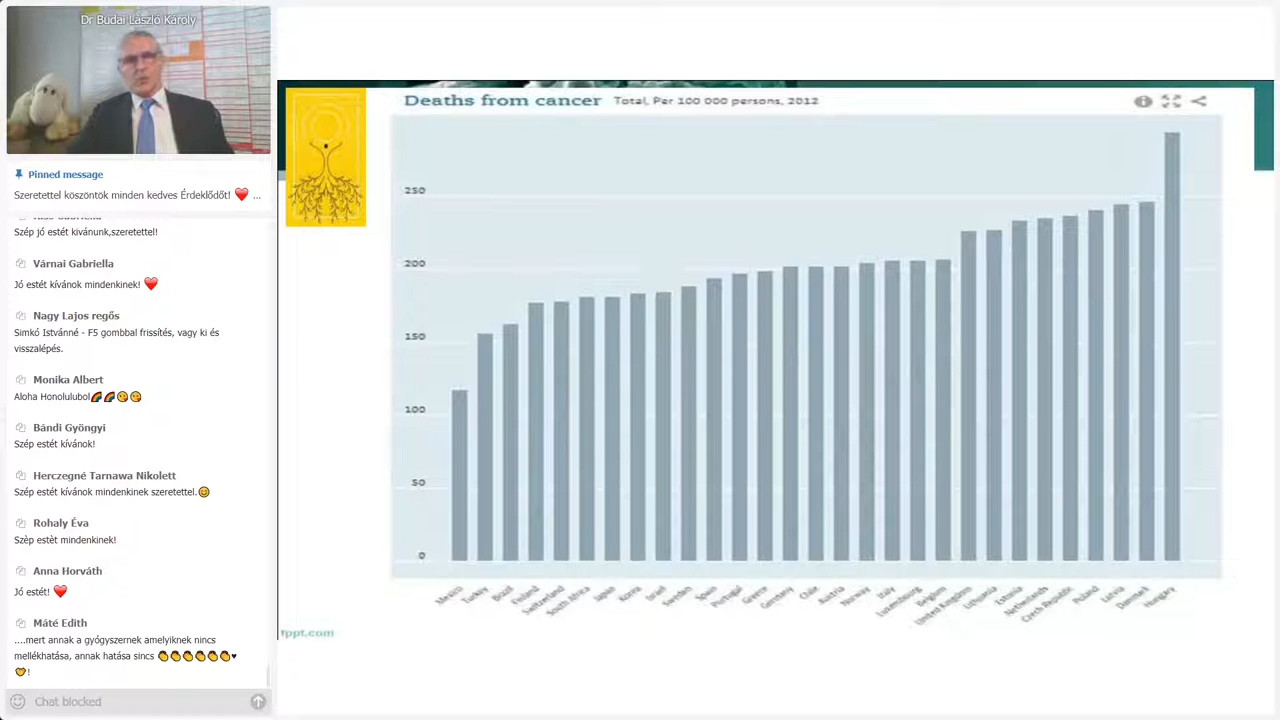 Dr Budai László Károly
Pinned message
Szeretettel köszöntök minden kedves Érdeklődőt! ❤️ ...
Szép jó estét kivánunk,szeretettel!
Várnai Gabriella
Jó estét kívánok mindenkinek! ❤️
Nagy Lajos regős
Simkó Istvánné - F5 gombbal frissítés, vagy ki és
visszalépés.
Monika Albert
Aloha Honolulubol🌈🌈😘😘
Bándi Gyöngyi
Szép estét kívánok!
Herczegné Tarnawa Nikolett
Szép estét kívánok mindenkinek szeretettel.😊
Rohaly Éva
Szèp estèt mindenkinek!
Anna Horváth
Jó estét! ❤️
Máté Edith
....mert annak a gyógyszernek amelyiknek nincs
mellékhatása, annak hatása sincs 👏👏👏👏👏👏♥
!
Chat blocked
Deaths from cancer Total, Per 100 000 persons, 2012
250
200
150
100
50
0
Mexico
Turkey
Brazil
Finland
Switzerland
South Africa
Japan
Korea
Israel
Sweden
Spain
Portugal
Greece
Germany
Chile
Austria
Norway
Italy
Luxembourg
Belgium
United Kingdom
Lithuania
Estonia
Netherlands
Czech Republic
Poland
Latvia
Denmark
Hungary
fppt.com